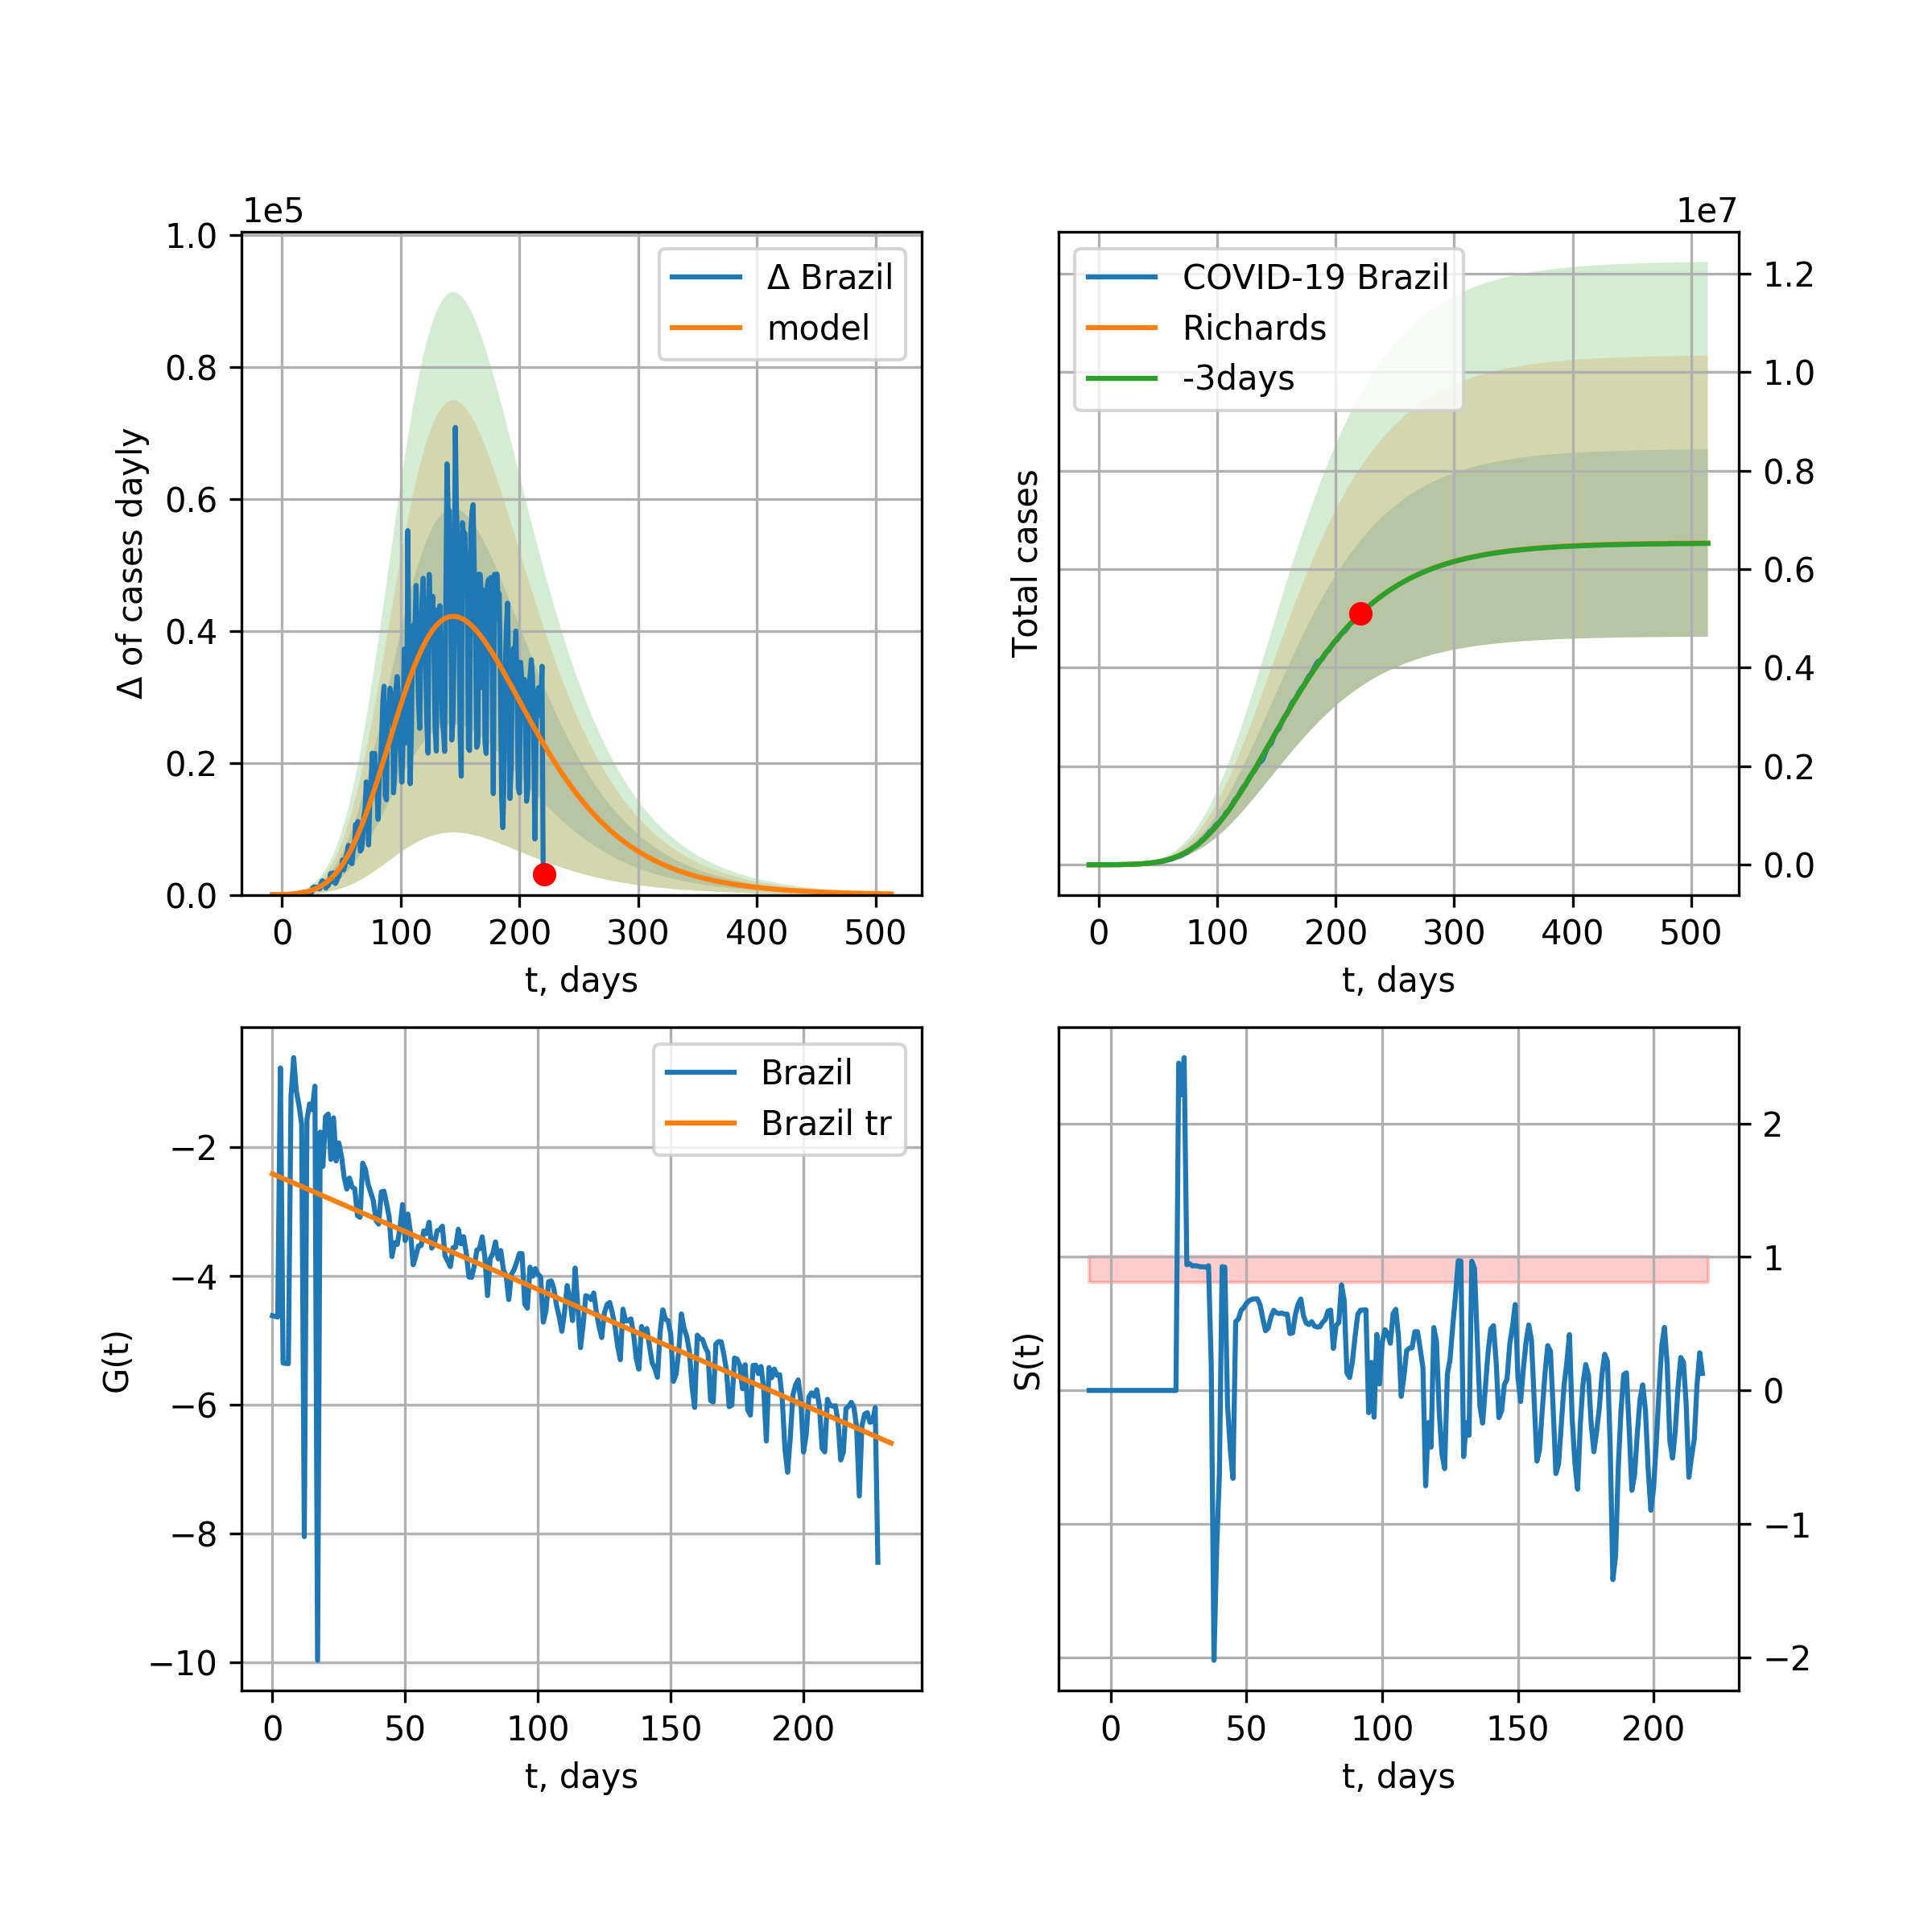 1e5
1.0
0.8
0.6
0.4
0.2
0.0
Δ of cases dayly
Δ Brazil
model
0 100 200 300 400 500
t, days
1e7
COVID-19 Brazil
Richards
-3days
Total cases
1.2
1.0
0.8
0.6
0.4
0.2
0.0
0 100 200 300 400 500
t, days
G(t)
Brazil
Brazil tr
−2
−4
−6
−8
−10
0 50 100 150 200
t, days
S(t)
2
1
0
−1
−2
0 50 100 150 200
t, days